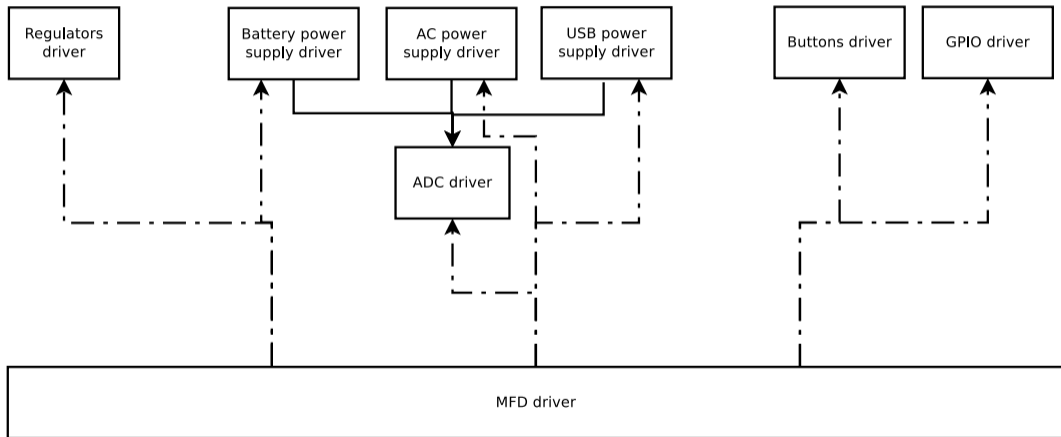 Regulators
driver
Battery power
supply driver
AC power
supply driver
USB power
supply driver
Buttons driver
GPIO driver
ADC driver
MFD driver